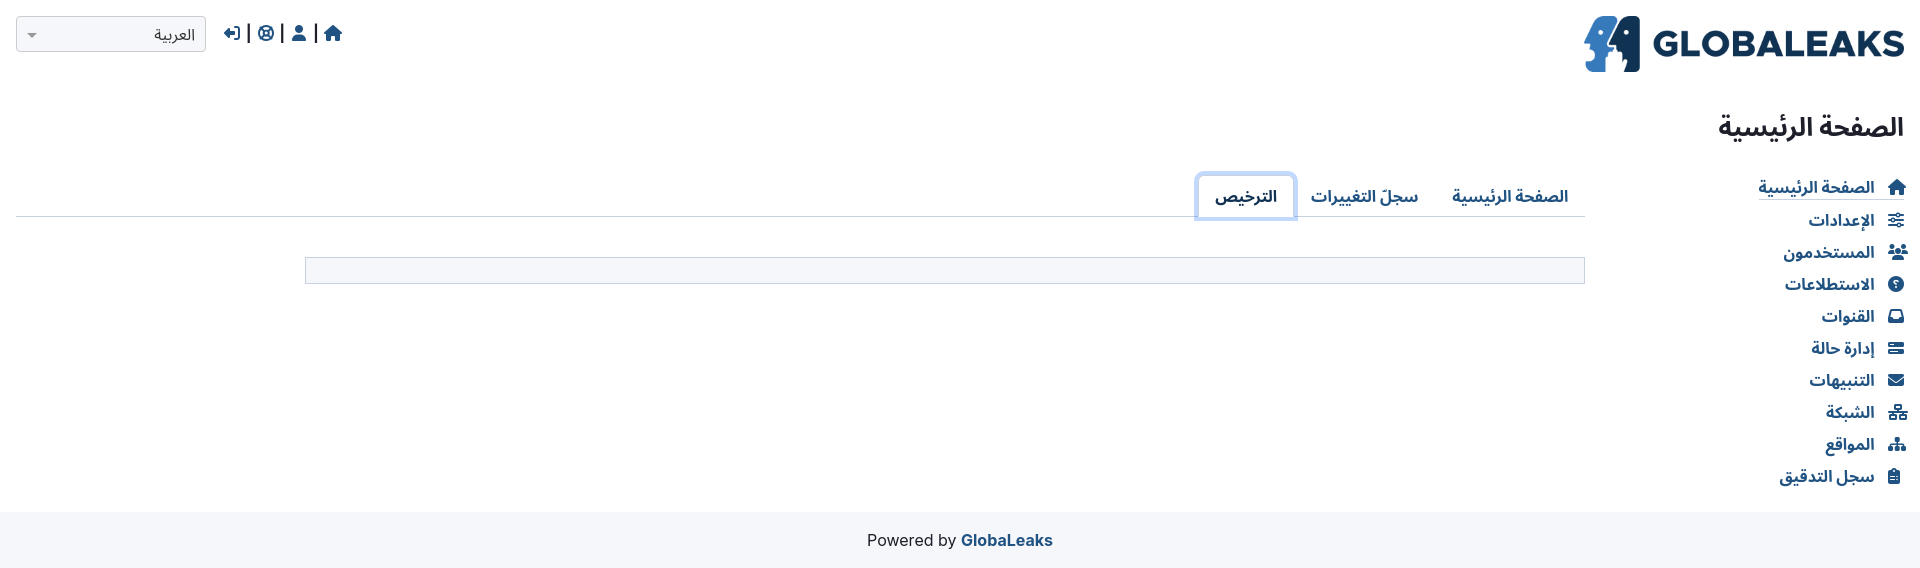 GLOBALEAKS
| | |
العربية
الصفحة الرئيسية
الصفحة الرئيسية
الإعدادات
المستخدمون
الاستطلاعات
القنوات
إدارة حالة
التنبيهات
الشبكة
المواقع
سجل التدقيق
الصفحة الرئيسية
سجلّ التغييرات
الترخيص
Powered by GlobaLeaks